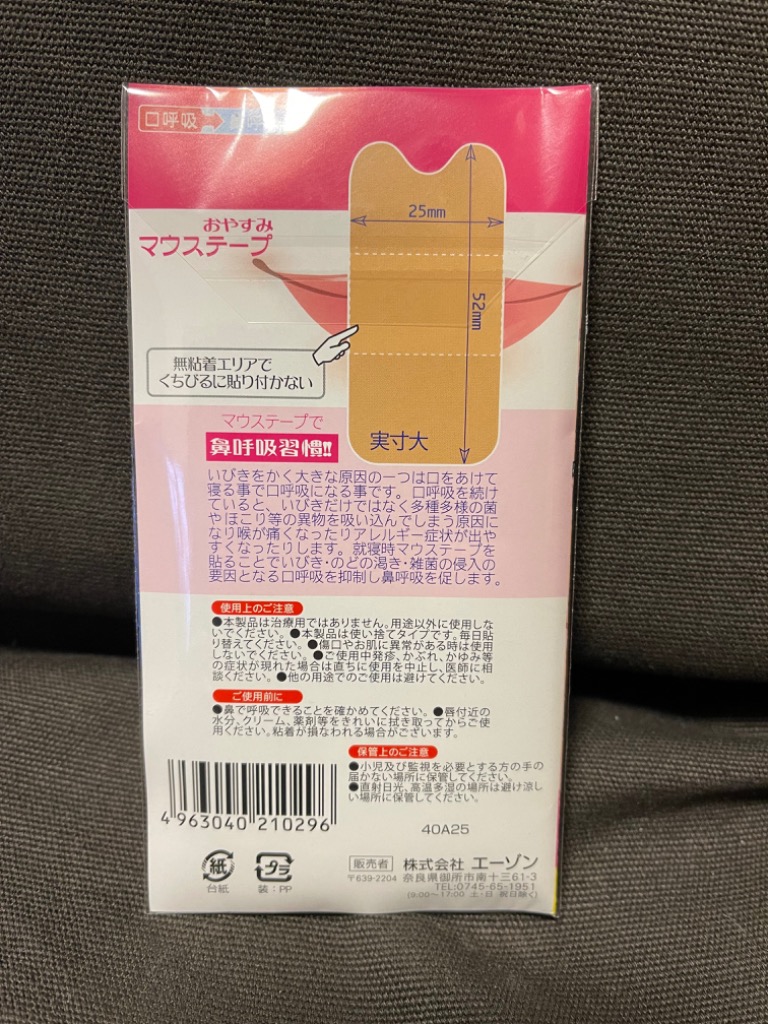 口呼吸
おやすみ
マウステープ
25mm
52mm
無粘着エリアで
くちびるに貼り付かない
実寸大
マウステープで
鼻呼吸習慣!!
いびきをかく大きな原因の一つは口をあけて
寝る事で口呼吸になる事です。口呼吸を続け
ていると、いびきだけではなく多種多様の菌
やほこり等の異物を吸い込んでしまう原因に
なり喉が痛くなったりアレルギー症状が出や
すくなったりします。就寝時マウステープを
貼ることでいびき・のどの渇き・雑菌の侵入の
要因となる口呼吸を抑制し鼻呼吸を促します。
使用上のご注意
●本製品は治療用ではありません。用途以外に使用しな
いでください。●本製品は使い捨てタイプです。毎日貼
り替えてください。●傷口やお肌に異常がある時は使用
しないでください。●ご使用中発疹、かぶれ、かゆみ等
の症状が現れた場合は直ちに使用を中止し、医師に相
談ください。●他の用途でのご使用は避けてください。
ご使用前に
●鼻で呼吸できることを確かめてください。●唇付近の
水分、クリーム、薬剤等をきれいに拭き取ってからご使
用ください。粘着が損なわれる場合がございます。
保管上のご注意
●小児及び監視を必要とする方の手の
届かない場所に保管してください。
●直射日光、高温多湿の場所は避け涼し
い場所に保管してください。
4 963040 210296
40A25
紙
台紙
プラ
装:PP
販売者 株式会社 エーゾン
〒639-2204 奈良県御所市南十三61-3
TEL:0745-65-1951
(9:00〜17:00 土・日 祝日除く)